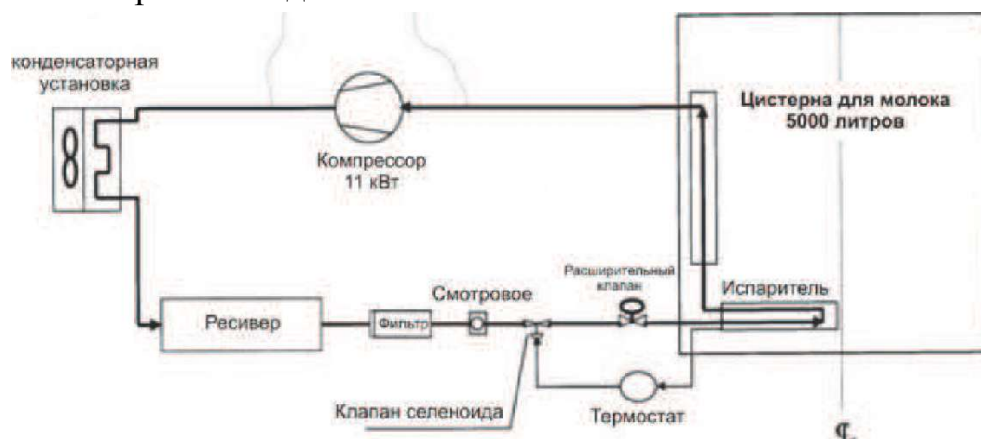 конденсаторная
установка
Цистерна для молока
5000 литров
Компрессор
11 кВт
Расширительный
клапан
Испаритель
Смотровое
Ресивер
Фильтр
Клапан селеноида
Термостат